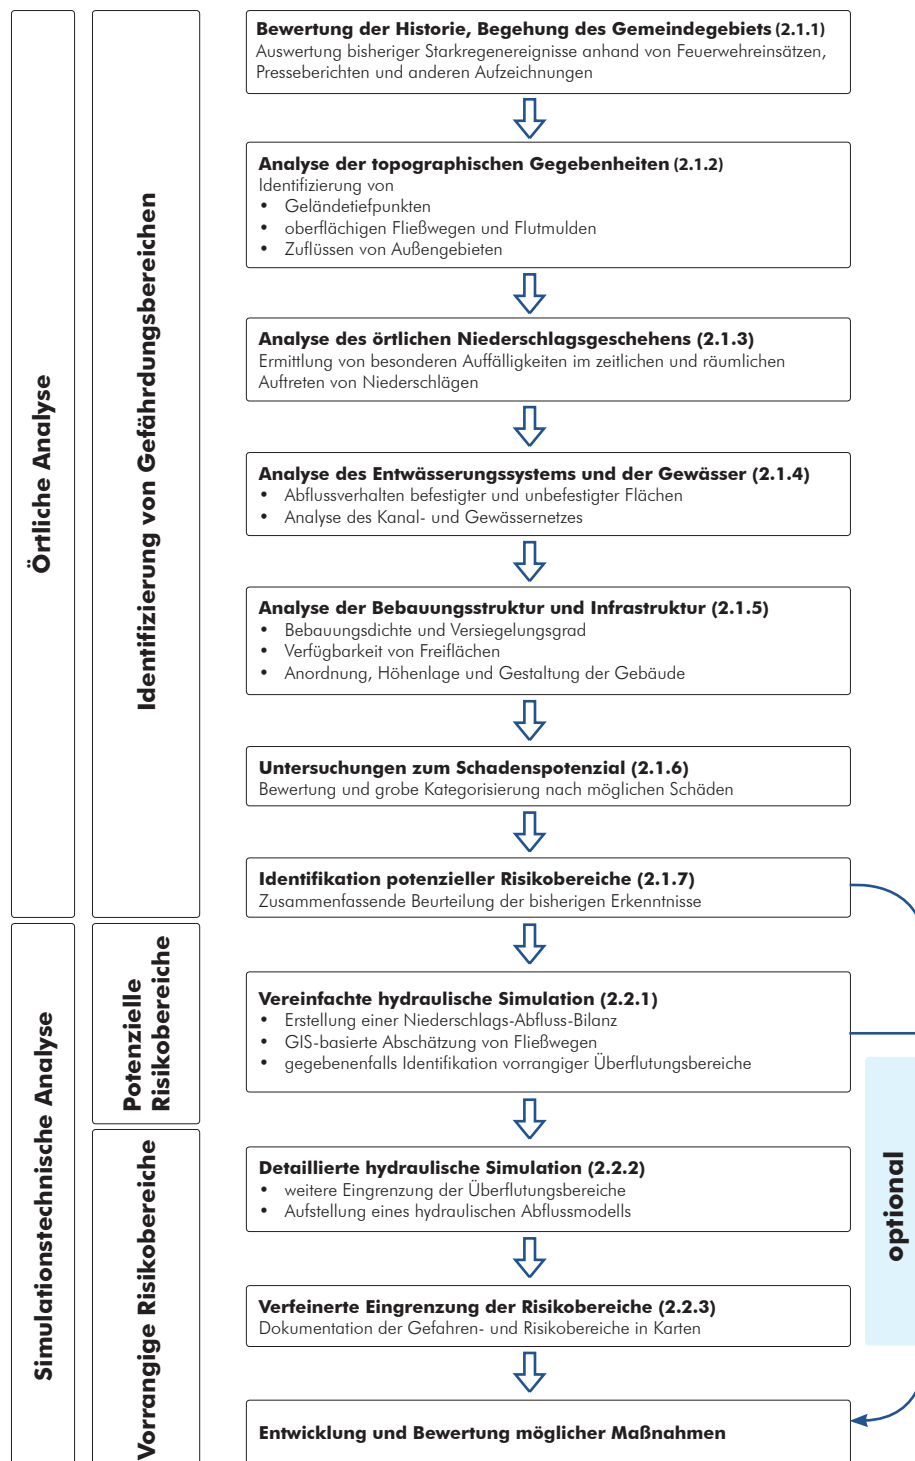 Örtliche Analyse
Identifizierung von Gefährdungsbereichen
Bewertung der Historie, Begehung des Gemeindegebiets (2.1.1)
Auswertung bisheriger Starkregenereignisse anhand von Feuerwehreinsätzen,
Presseberichten und anderen Aufzeichnungen
Analyse der topographischen Gegebenheiten (2.1.2)
Identifizierung von
• Geländetiefpunkten
• oberflächigen Fließwegen und Flutmulden
• Zuflüssen von Außengebieten
Analyse des örtlichen Niederschlagsgeschehens (2.1.3)
Ermittlung von besonderen Auffälligkeiten im zeitlichen und räumlichen
Auftreten von Niederschlägen
Analyse des Entwässerungssystems und der Gewässer (2.1.4)
• Abflussverhalten befestigter und unbefestigter Flächen
• Analyse des Kanal- und Gewässernetzes
Analyse der Bebauungsstruktur und Infrastruktur (2.1.5)
• Bebauungsdichte und Versiegelungsgrad
• Verfügbarkeit von Freiflächen
• Anordnung, Höhenlage und Gestaltung der Gebäude
Untersuchungen zum Schadenspotenzial (2.1.6)
Bewertung und grobe Kategorisierung nach möglichen Schäden
Identifikation potenzieller Risikobereiche (2.1.7)
Zusammenfassende Beurteilung der bisherigen Erkenntnisse
Simulationstechnische Analyse
Potenzielle
Risikobereiche
Vereinfachte hydraulische Simulation (2.2.1)
• Erstellung einer Niederschlags-Abfluss-Bilanz
• GIS-basierte Abschätzung von Fließwegen
• gegebenenfalls Identifikation vorrangiger Überflutungsbereiche
Vorrangige Risikobereiche
Detaillierte hydraulische Simulation (2.2.2)
• weitere Eingrenzung der Überflutungsbereiche
• Aufstellung eines hydraulischen Abflussmodells
optional
Verfeinerte Eingrenzung der Risikobereiche (2.2.3)
Dokumentation der Gefahren- und Risikobereiche in Karten
Entwicklung und Bewertung möglicher Maßnahmen